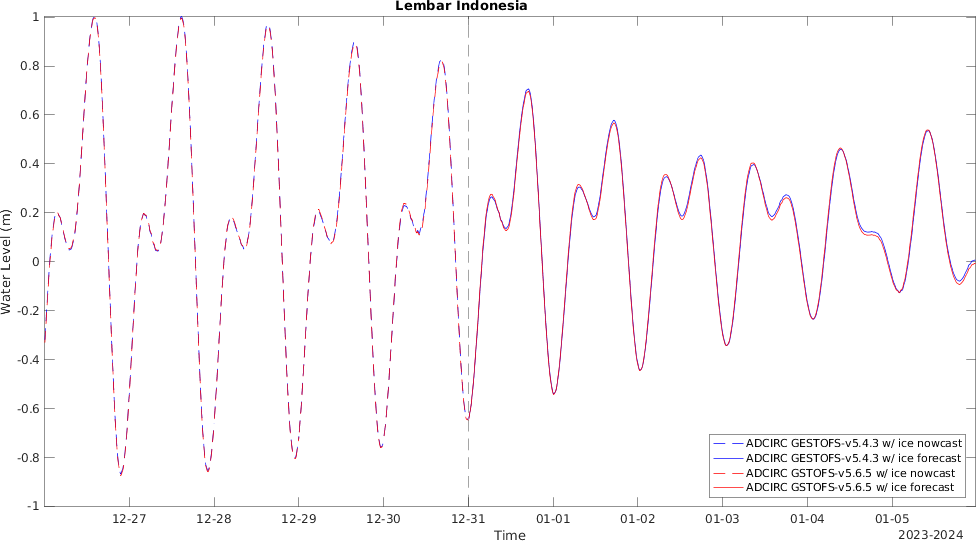 Lembar Indonesia
Water Level (m)
1
0.8
0.6
0.4
0.2
0
-0.2
-0.4
-0.6
-0.8
-1
ADCIRC GESTOFS-v5.4.3 w/ ice nowcast
ADCIRC GESTOFS-v5.4.3 w/ ice forecast
ADCIRC GSTOFS-v5.6.5 w/ ice nowcast
ADCIRC GSTOFS-v5.6.5 w/ ice forecast
12-27 12-28 12-29 12-30 12-31 01-01 01-02 01-03 01-04 01-05
Time
2023-2024